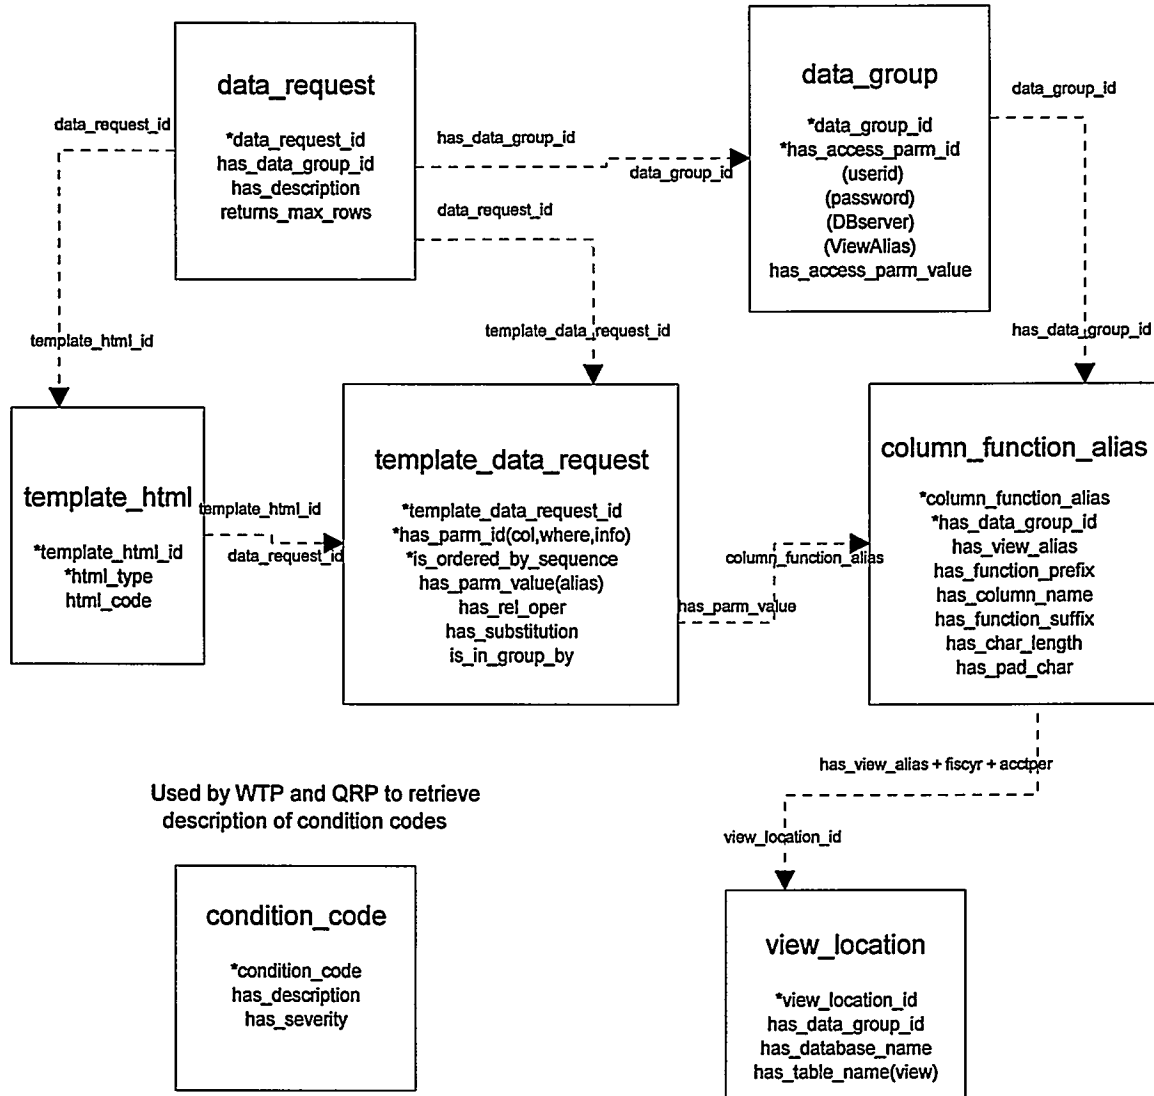 data_request
*data_request_id
has_data_group_id
has_description
returns_max_rows
data_group
*data_group_id
*has_access_parm_id
(userid)
(password)
(DBserver)
(ViewAlias)
has_access_parm_value
data_request_id
has_data_group_id
data_group_id
data_group_id
data_request_id
template_html_id
template_data_request_id
has_data_group_id
template_html
*template_html_id
*html_type
html_code
template_html_id
data_request_id
template_data_request
*template_data_request_id
*has_parm_id(col,where,info)
*is_ordered_by_sequence
has_parm_value(alias)
has_rel_oper
has_substitution
is_in_group_by
column_function_alias
has_parm_value
column_function_alias
*column_function_alias
*has_data_group_id
has_view_alias
has_function_prefix
has_column_name
has_function_suffix
has_char_length
has_pad_char
has_view_alias + fiscyr + acctper
view_location_id
Used by WTP and QRP to retrieve
description of condition codes
condition_code
*condition_code
has_description
has_severity
view_location
*view_location_id
has_data_group_id
has_database_name
has_table_name(view)